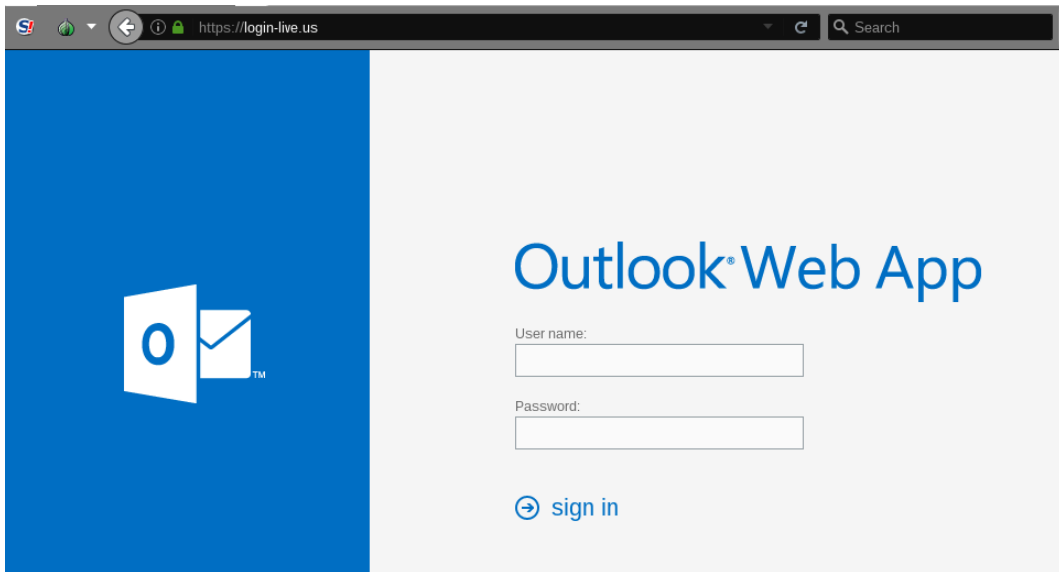 S!
https://login-live.us
Search
Outlook® Web App
O
TM
User name:
Password:
sign in